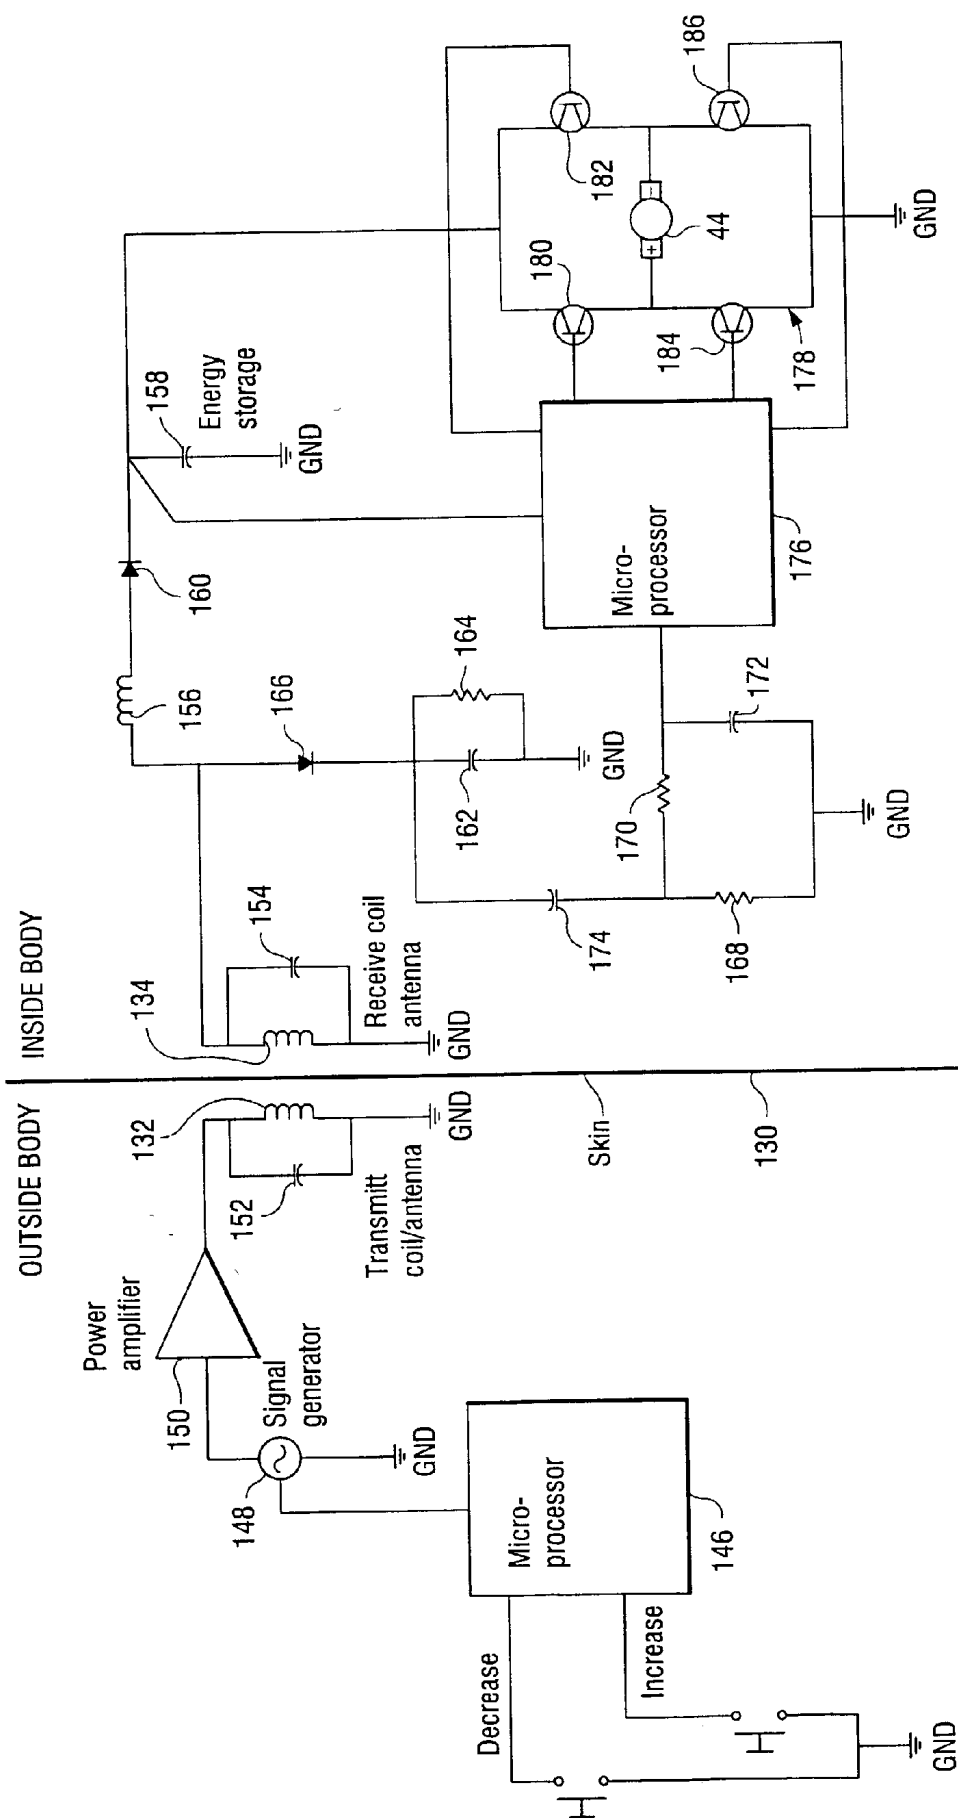 OUTSIDE BODY
INSIDE BODY
Power
amplifier
150
Signal
generator
148
GND
132
152
Transmitt
coil/antenna
GND
Micro-
processor
146
Decrease
Increase
GND
Skin
130
134
154
Receive coil
antenna
GND
156
160
158
Energy
storage
GND
166
164
162
GND
174
170
172
168
GND
Micro-
processor
176
180
182
184
186
+
-
44
178
GND